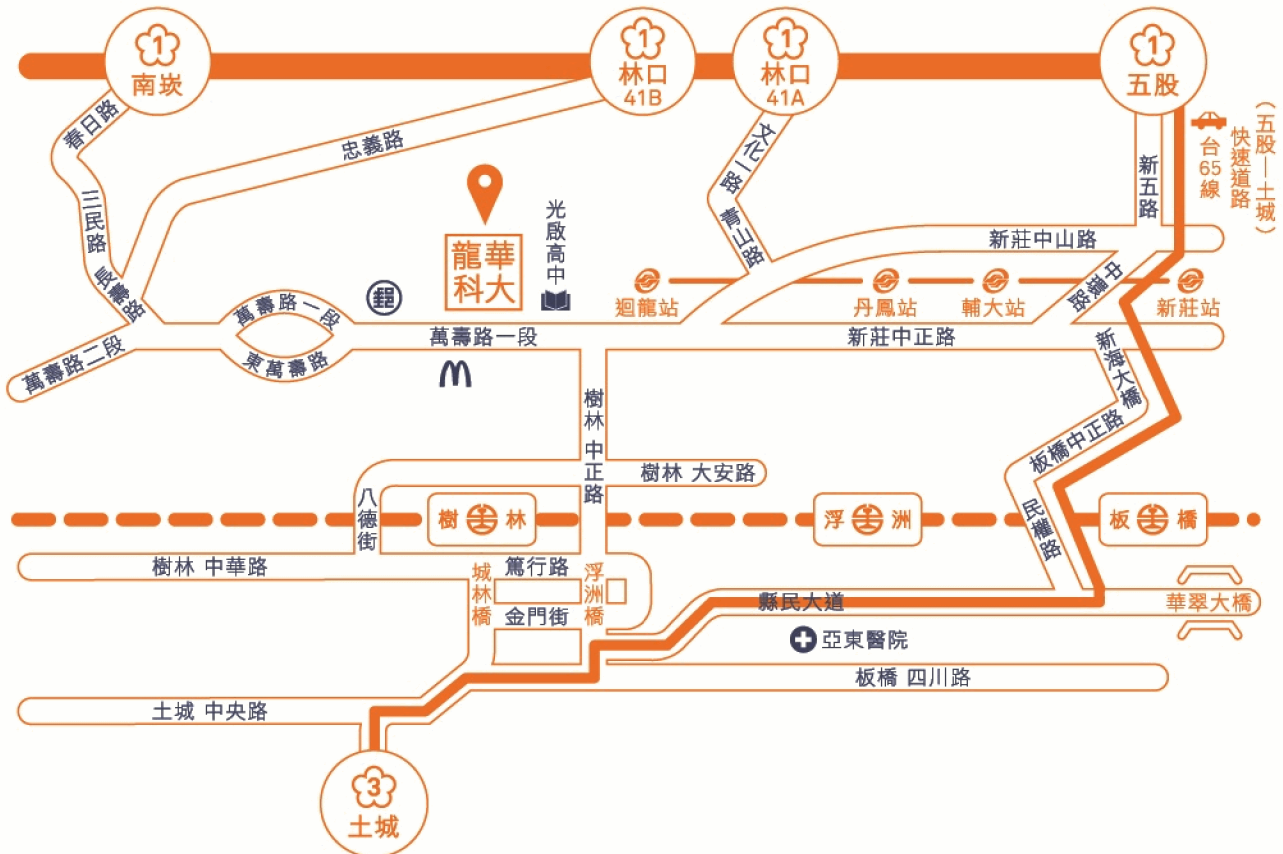 1
南崁
1
林口
41B
1
林口
41A
1
五股
春日路
忠義路
文化一路
青山路
新五路
台65線
快速道路
（五股—土城）
三民路
長壽路
龍華
科大
光啟高中
新莊中山路
迴龍站
丹鳳站
輔大站
新莊站
郵
萬壽路一段
東萬壽路
萬壽路二段
萬壽路一段
新莊中正路
新海大橋
樹林 中正路
板橋中正路
樹林 大安路
八德街
樹 林
浮 洲
板 橋
民權路
樹林 中華路
城林橋
篤行路
浮洲橋
金門街
縣民大道
華翠大橋
亞東醫院
板橋 四川路
土城 中央路
3
土城